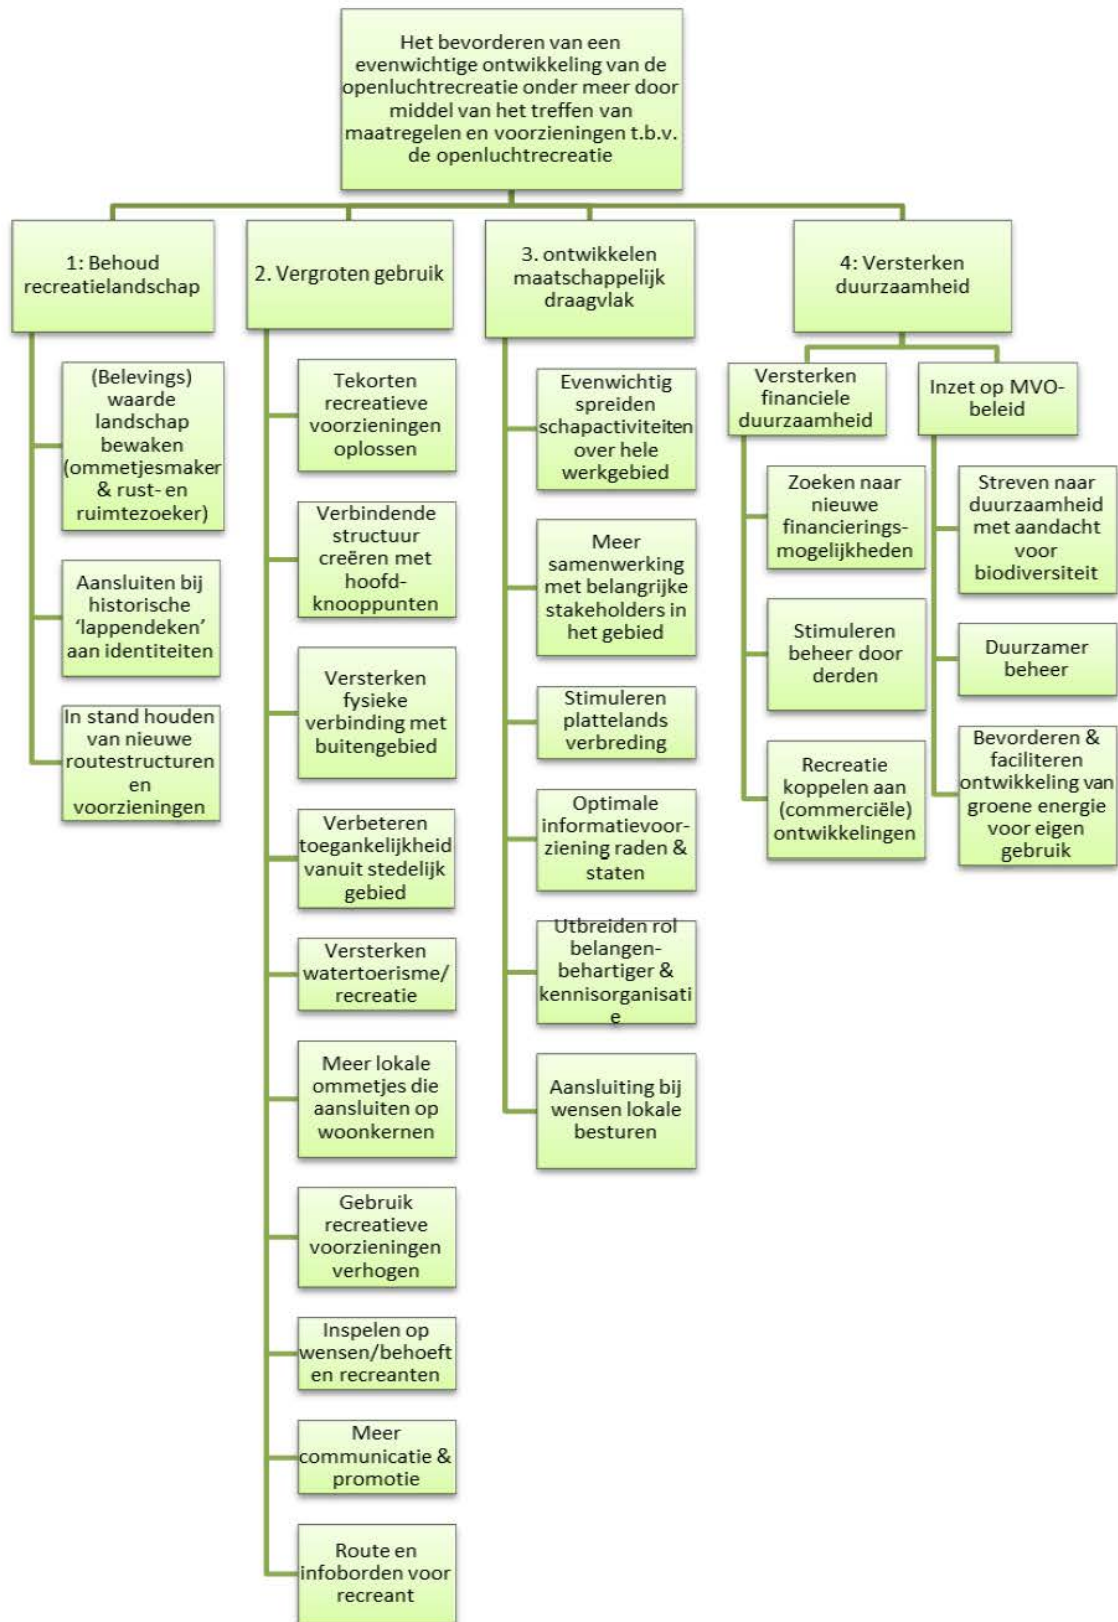 Het bevorderen van een
evenwichtige ontwikkeling van de
openluchtrecreatie onder meer door
middel van het treffen van
maatregelen en voorzieningen t.b.v.
de openluchtrecreatie
1: Behoud
recreatielandschap
(Belevings)
waarde
landschap
bewaken
(ommetjesmaker
& rust- en
ruimtezoeker)
Aansluiten bij
historische
'lappendeken'
aan identiteiten
In stand houden
van nieuwe
routestructuren
en
voorzieningen
2. Vergroten gebruik
Tekorten
recreatieve
voorzieningen
oplossen
Verbindende
structuur
creëren met
hoofd-
knooppunten
Versterken
fysieke
verbinding met
buitengebied
Verbeteren
toegankelijkheid
vanuit stedelijk
gebied
Versterken
watertoerisme/
recreatie
Meer lokale
ommetjes die
aansluiten op
woonkernen
Gebruik
recreatieve
voorzieningen
verhogen
Inspelen op
wensen/behoeft
en recreanten
Meer
communicatie &
promotie
Route en
infoborden voor
recreant
3. ontwikkelen
maatschappelijk
draagvlak
Evenwichtig
spreiden
schapactiviteiten
over hele
werkgebied
Meer
samenwerking
met belangrijke
stakeholders in
het gebied
Stimuleren
plattelands
verbreding
Optimale
informatievoor-
ziening raden &
staten
Utbreiden rol
belangen-
behartiger &
kennisorganisati
e
Aansluiting bij
wensen lokale
besturen
4: Versterken
duurzaamheid
Versterken
financiele
duurzaamheid
Zoeken naar
nieuwe
financierings-
mogelijkheden
Stimuleren
beheer door
derden
Recreatie
koppelen aan
(commerciële)
ontwikkelingen
Inzet op MVO-
beleid
Streven naar
duurzaamheid
met aandacht
voor
biodiversiteit
Duurzamer
beheer
Bevorderen &
faciliteren
ontwikkeling van
groene energie
voor eigen
gebruik